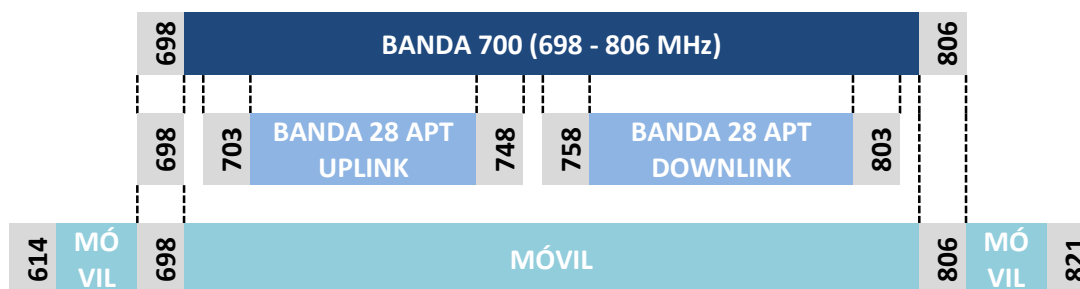 698
BANDA 700 (698 - 806 MHz)
806
698
703
BANDA 28 APT
UPLINK
748
758
BANDA 28 APT
DOWNLINK
803
614
MÓ
VIL
698
MÓVIL
806
MÓ
VIL
821